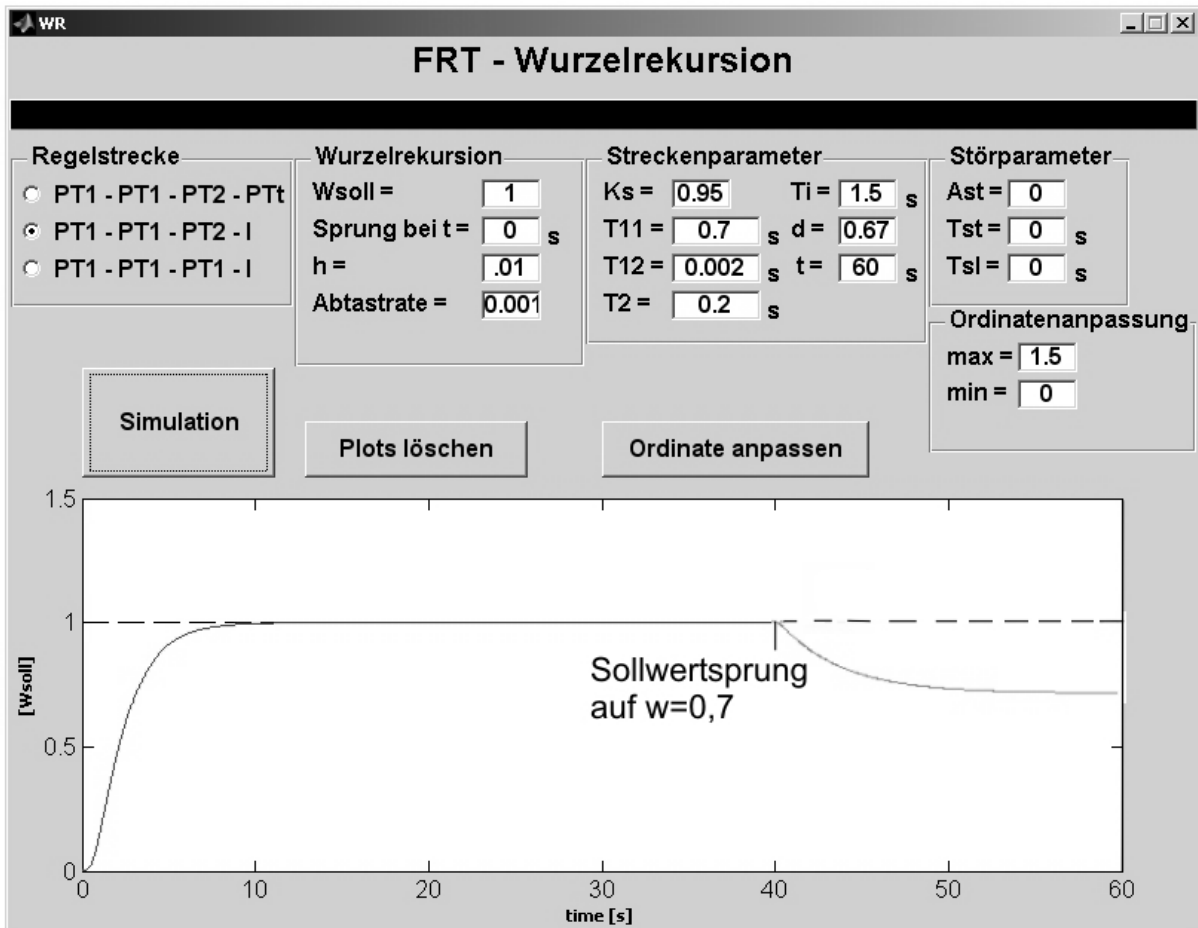 WR
FRT - Wurzelrekursion
Regelstrecke
PT1 - PT1 - PT2 - PTt
PT1 - PT1 - PT2 - I
PT1 - PT1 - PT1 - I
Wurzelrekursion
Wsoll = 1
Sprung bei t = 0 s
h = .01
Abtastrate = 0.001
Streckenparameter
Ks = 0.95 Ti = 1.5 s
T11 = 0.7 s d = 0.67
T12 = 0.002 s t = 60 s
T2 = 0.2 s
Störparameter
Ast = 0
Tst = 0 s
Tsl = 0 s
Ordinatenanpassung
max = 1.5
min = 0
Simulation
Plots löschen
Ordinate anpassen
1.5
1
0.5
0
[Wsoll]
Sollwertsprung
auf w=0,7
0 10 20 30 40 50 60
time [s]